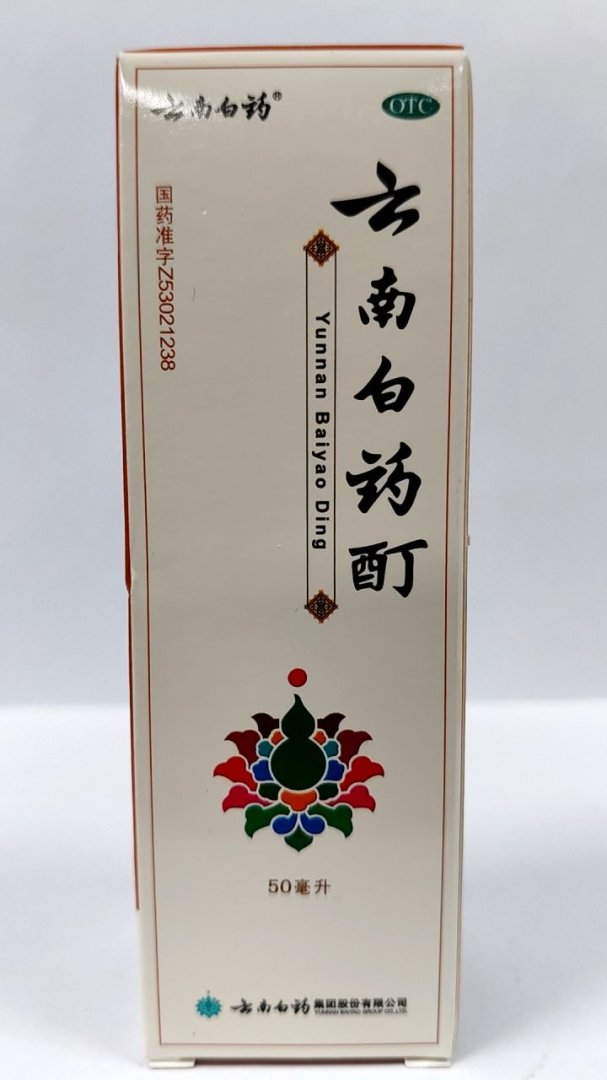 云南白药®
OTC
国药准字Z53021238
云南白药酊
Yunnan Baiyao Ding
50毫升
云南白药集团股份有限公司
YUNNAN BAIYAO GROUP CO.,LTD.